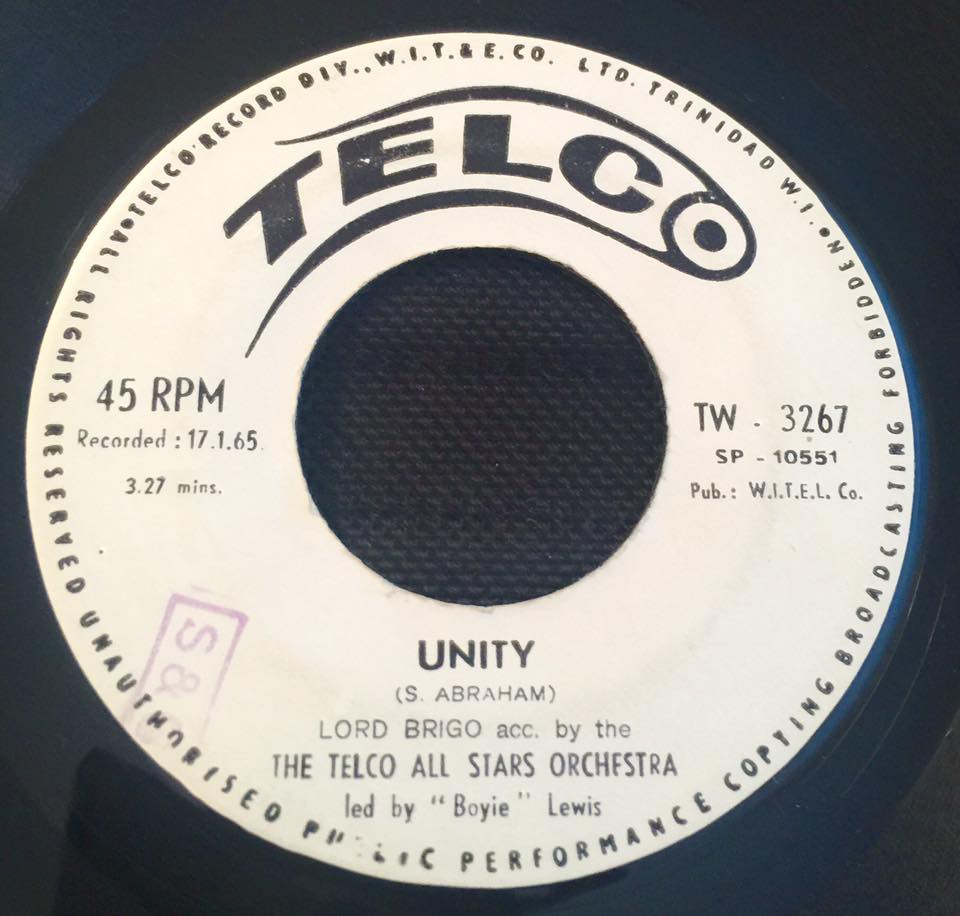 TELCO RECORD DIV., W.I.T. & E. CO. LTD. TRINIDAD W.I.
TELCO
45 RPM
Recorded : 17.1.65
3.27 mins.
TW - 3267
SP - 10551
Pub.: W.I.T.E.L. Co.
UNITY
(S. ABRAHAM)
LORD BRIGO acc. by the
THE TELCO ALL STARS ORCHESTRA
led by "Boyie" Lewis
S &
ALL RIGHTS RESERVED UNAUTHORISED PUBLIC PERFORMANCE COPYING BROADCASTING FORBIDDEN